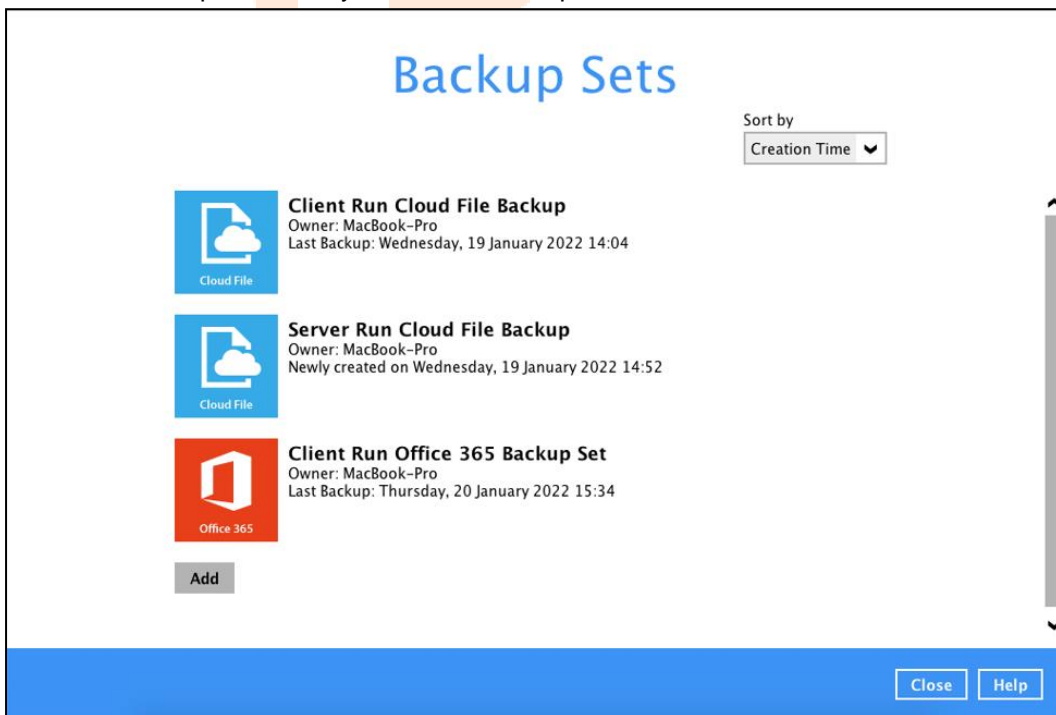 Backup Sets
Sort by
Creation Time
Client Run Cloud File Backup
Owner: MacBook-Pro
Last Backup: Wednesday, 19 January 2022 14:04
Cloud File
Server Run Cloud File Backup
Owner: MacBook-Pro
Newly created on Wednesday, 19 January 2022 14:52
Cloud File
Client Run Office 365 Backup Set
Owner: MacBook-Pro
Last Backup: Thursday, 20 January 2022 15:34
Office 365
Add
Close Help